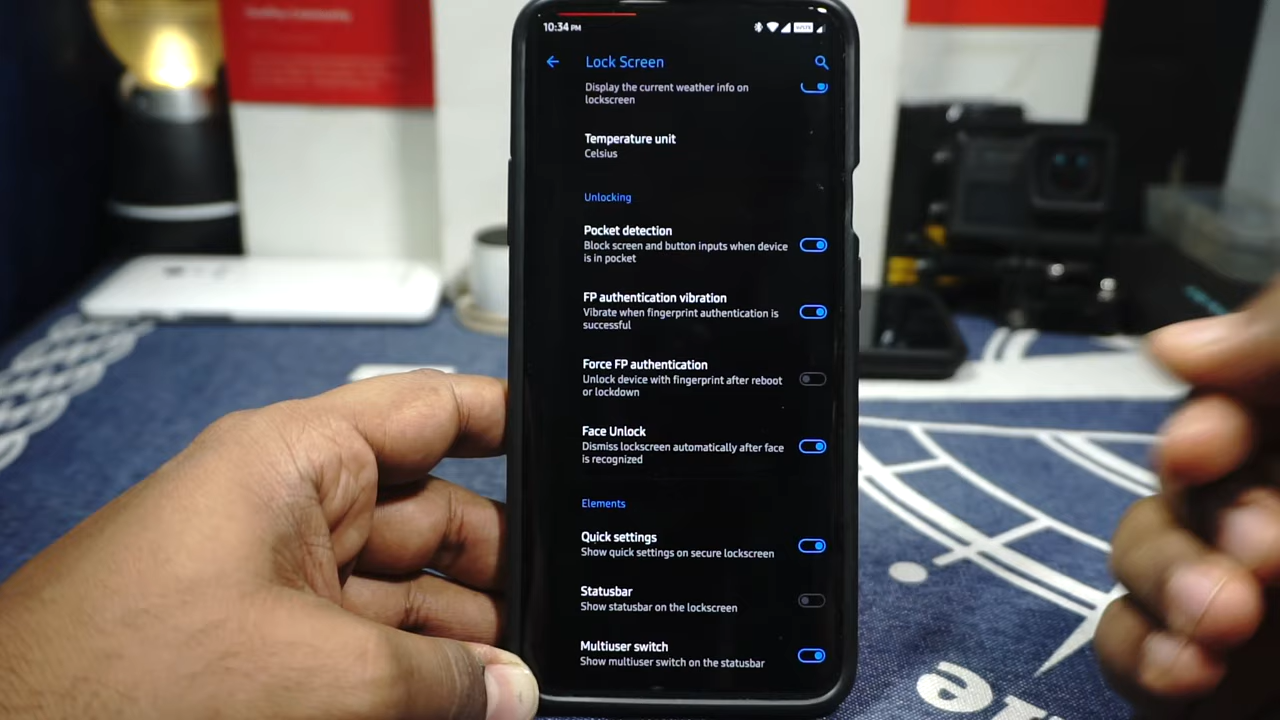 10:34 PM
Lock Screen
Display the current weather info on
lockscreen
Temperature unit
Celsius
Unlocking
Pocket detection
Block screen and button inputs when device
is in pocket
FP authentication vibration
Vibrate when fingerprint authentication is
successful
Force FP authentication
Unlock device with fingerprint after reboot
or lockdown
Face Unlock
Dismiss lockscreen automatically after face
is recognized
Elements
Quick settings
Show quick settings on secure lockscreen
Statusbar
Show statusbar on the lockscreen
Multiuser switch
Show multiuser switch on the statusbar